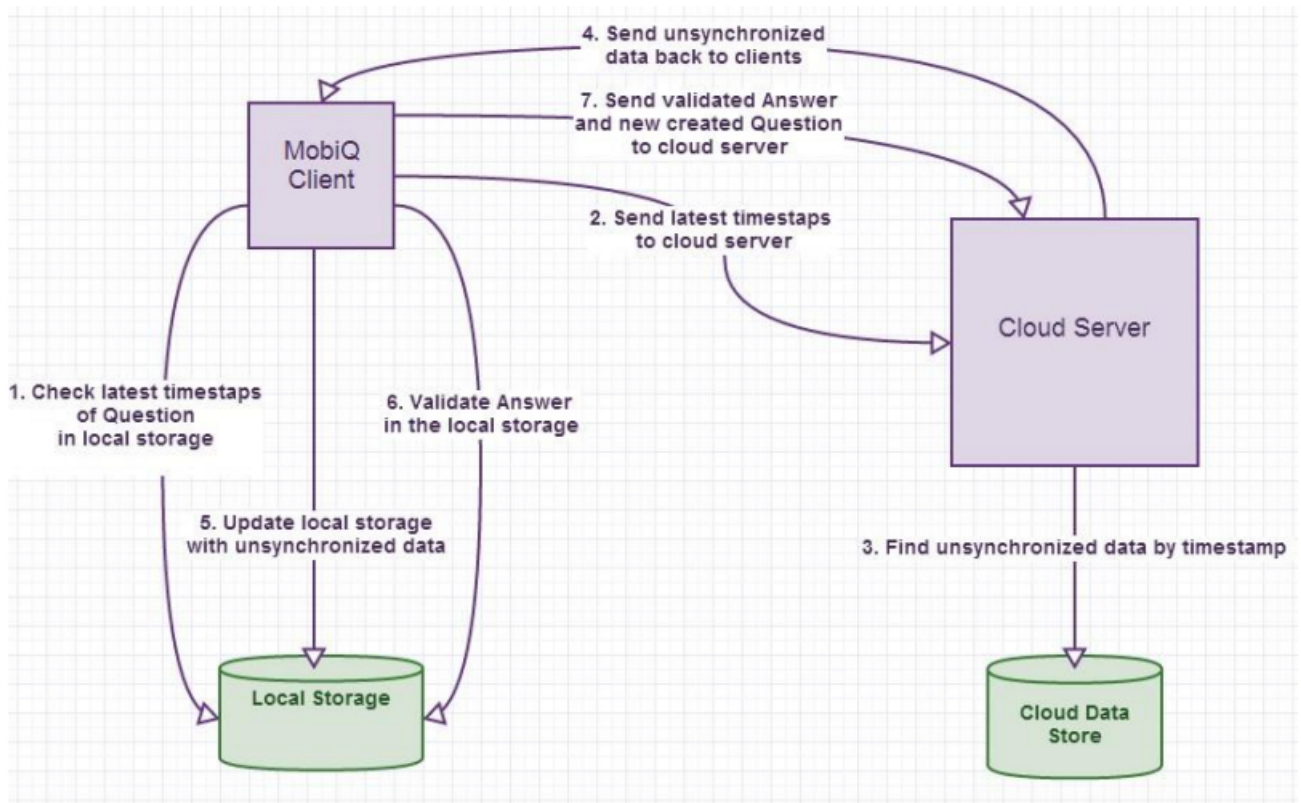 4. Send unsynchronized
data back to clients
7. Send validated Answer
and new created Question
to cloud server
MobiQ
Client
2. Send latest timestaps
to cloud server
Cloud Server
1. Check latest timestaps
of Question
in local storage
6. Validate Answer
in the local storage
5. Update local storage
with unsynchronized data
3. Find unsynchronized data by timestamp
Local Storage
Cloud Data
Store